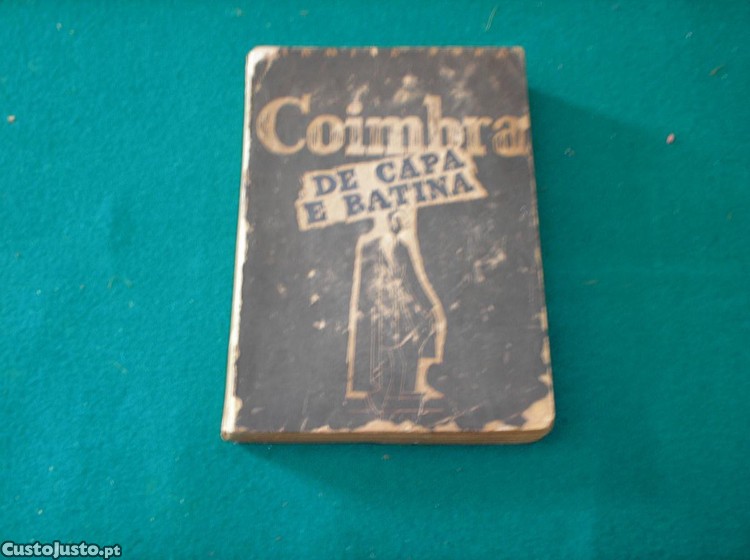 Coimbra
DE CAPA
E BATINA
CustoJusto.pt